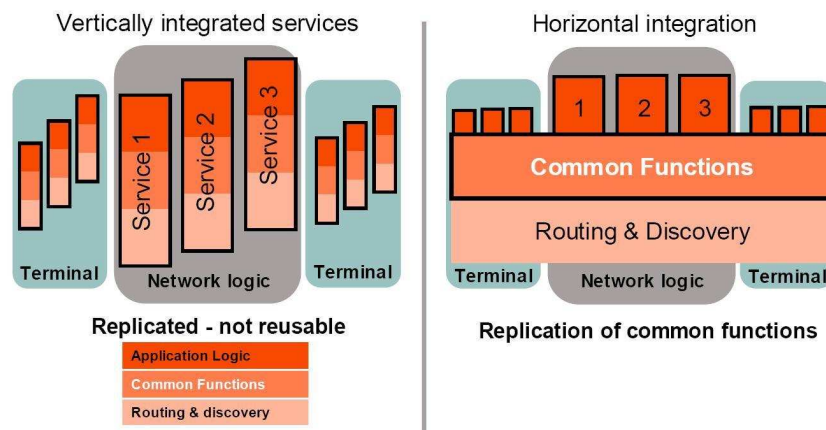 Vertically integrated services
Service 1
Service 2
Service 3
Terminal
Network logic
Terminal
Replicated - not reusable
Application Logic
Common Functions
Routing & discovery
Horizontal integration
1
2
3
Common Functions
Routing & Discovery
Terminal
Network logic
Terminal
Replication of common functions